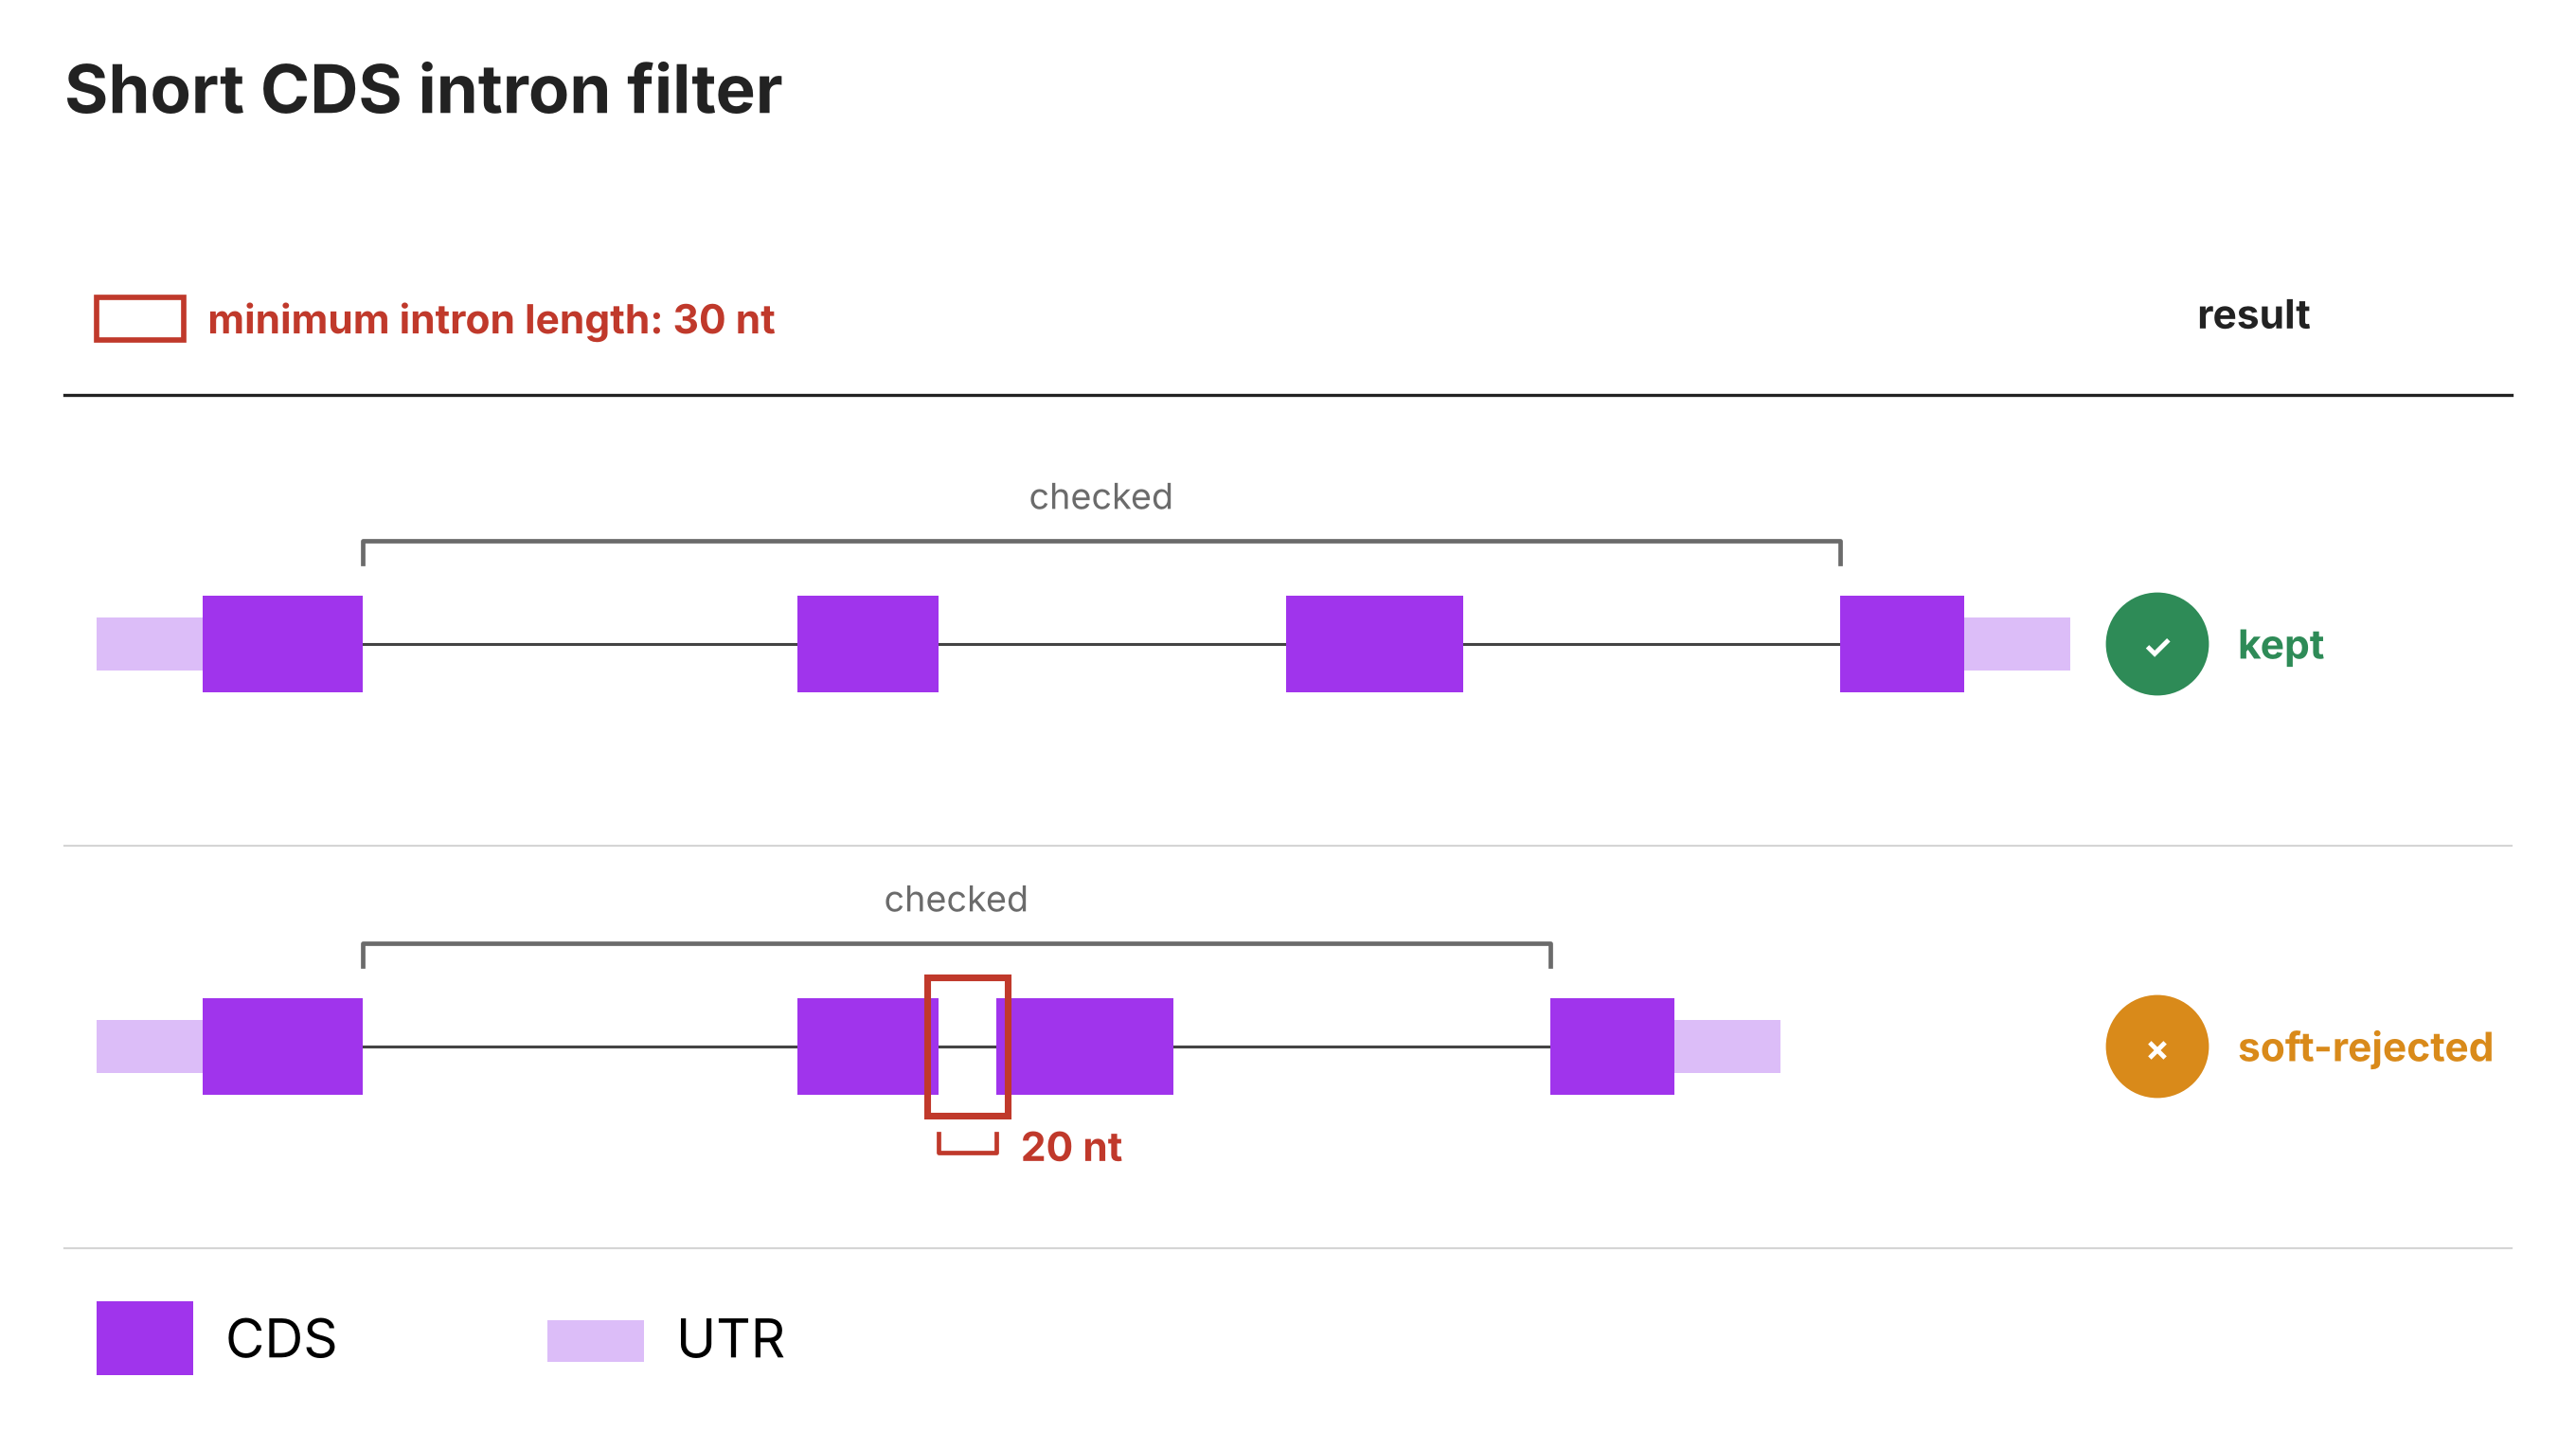 Short CDS intron filter
minimum intron length: 30 nt
result
checked
kept
checked
soft-rejected
20 nt
CDS
UTR